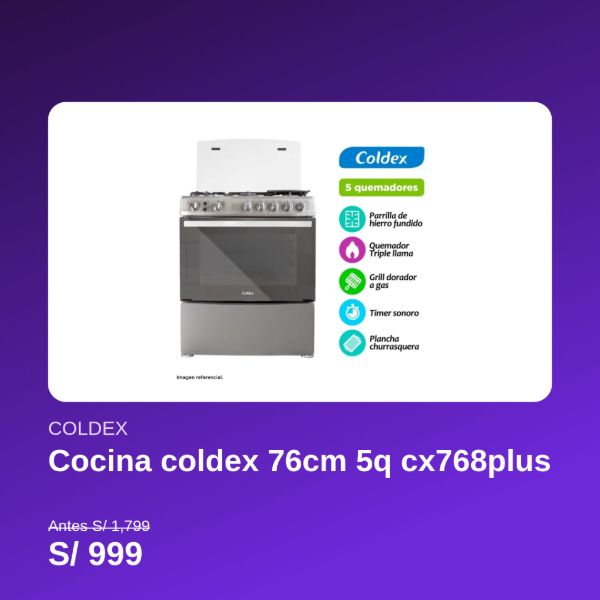 Coldex
5 quemadores
Parrilla de
hierro fundido
Quemador
Triple llama
Grill dorador
a gas
Timer sonoro
Plancha
churrasquera
Coldex
Imagen referencial.
COLDEX
Cocina coldex 76cm 5q cx768plus
Antes S/ 1,799
S/ 999